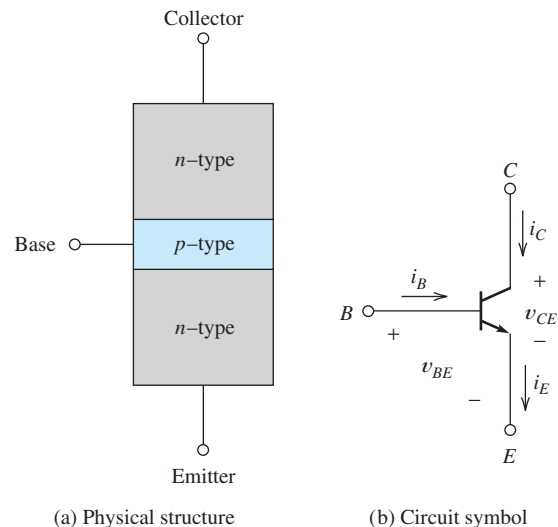 Collector
n–type
Base
p–type
n–type
Emitter
(a) Physical structure
C
i_C
i_B
+
B
v_CE
+
−
v_BE
i_E
−
E
(b) Circuit symbol